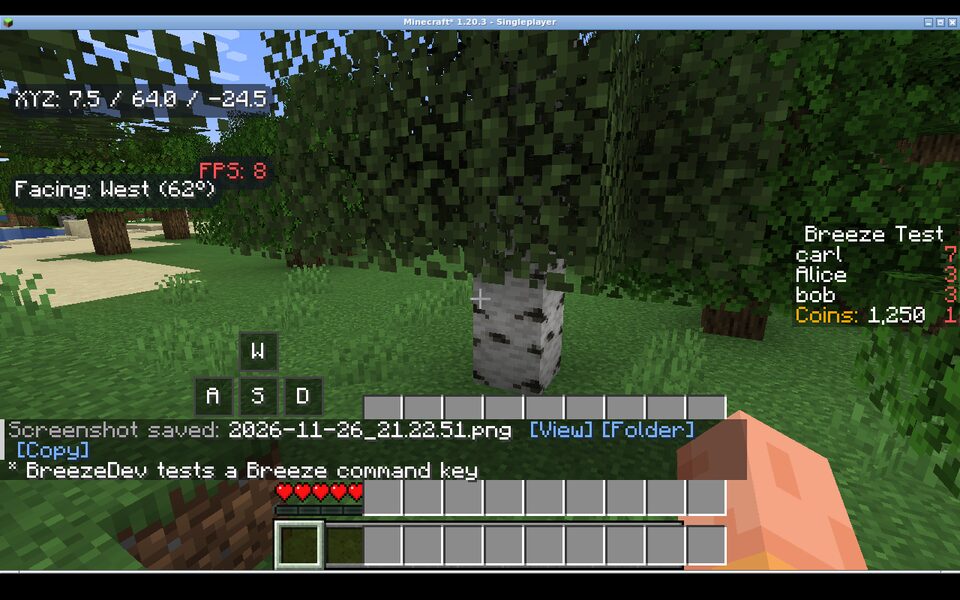 Minecraft* 1.20.3 - Singleplayer
XYZ: 7.5 / 64.0 / -24.5
FPS: 8
Facing: West (62°)
Breeze Test
carl 7
Alice 3
bob 3
Coins: 1,250 1
W
A S D
Screenshot saved: 2026-11-26_21.22.51.png [View] [Folder]
[Copy]
* BreezeDev tests a Breeze command key